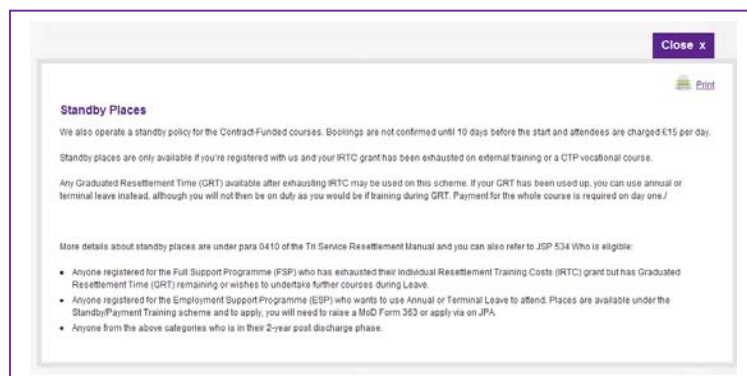 Close x
Print
Standby Places
We also operate a standby policy for the Contract-Funded courses. Bookings are not confirmed until 10 days before the start and attendees are charged £15 per day.
Standby places are only available if you're registered with us and your IRTC grant has been exhausted on external training or a CTP vocational course.
Any Graduated Resettlement Time (GRT) available after exhausting IRTC may be used on this scheme. If your GRT has been used up, you can use annual or
terminal leave instead, although you will not then be on duty as you would be if training during GRT. Payment for the whole course is required on day one./
More details about standby places are under para 0410 of the Tri Service Resettlement Manual and you can also refer to JSP 534 Who is eligible:
• Anyone registered for the Full Support Programme (FSP) who has exhausted their Individual Resettlement Training Costs (IRTC) grant but has Graduated
Resettlement Time (GRT) remaining or wishes to undertake further courses during Leave.
• Anyone registered for the Employment Support Programme (ESP) who wants to use Annual or Terminal Leave to attend. Places are available under the
Standby/Payment Training scheme and to apply, you will need to raise a MoD Form 363 or apply via on JPA.
• Anyone from the above categories who is in their 2-year post discharge phase.